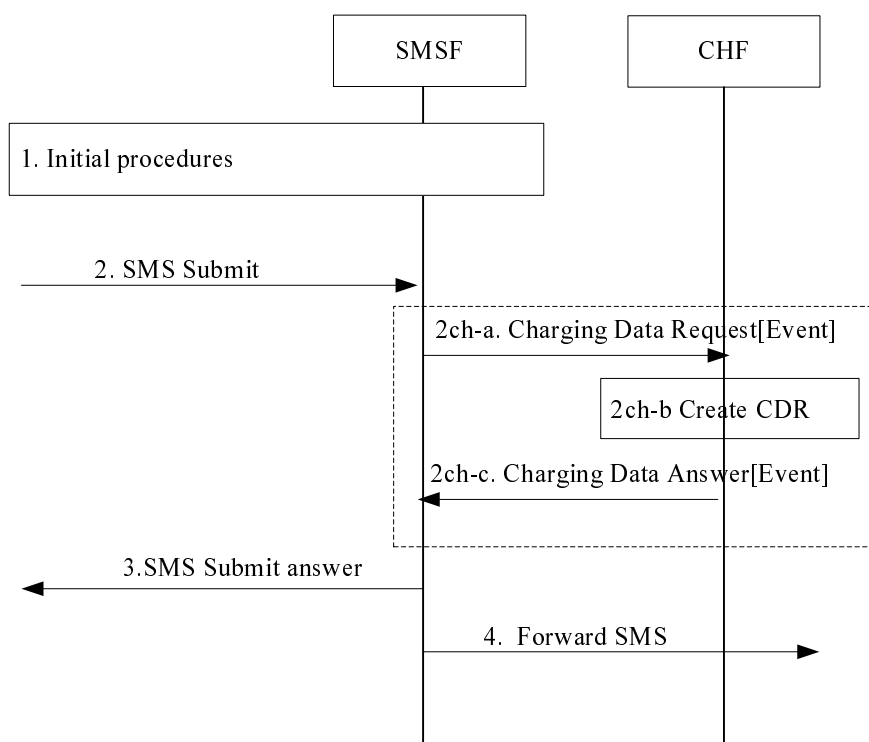 SMSF
CHF
1. Initial procedures
2. SMS Submit
2ch-a. Charging Data Request[Event]
2ch-b Create CDR
2ch-c. Charging Data Answer[Event]
3.SMS Submit answer
4. Forward SMS